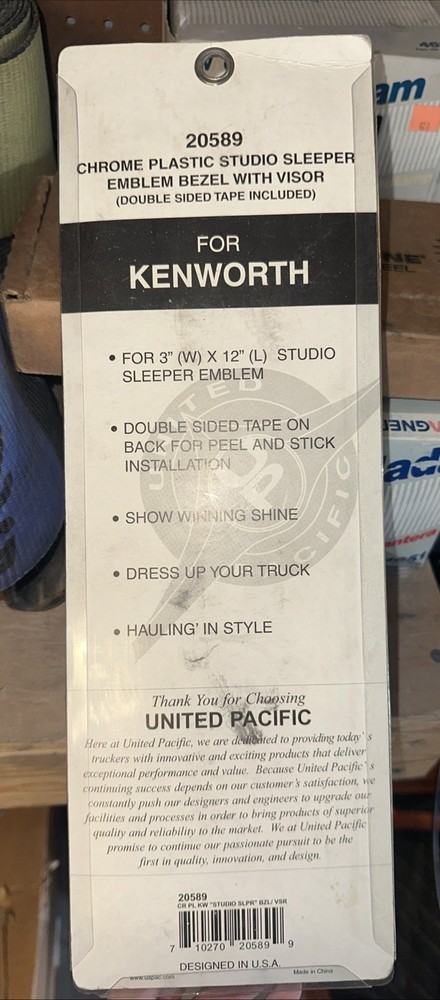 20589
CHROME PLASTIC STUDIO SLEEPER
EMBLEM BEZEL WITH VISOR
(DOUBLE SIDED TAPE INCLUDED)
FOR
KENWORTH
• FOR 3" (W) X 12" (L) STUDIO
SLEEPER EMBLEM
• DOUBLE SIDED TAPE ON
BACK FOR PEEL AND STICK
INSTALLATION
• SHOW WINNING SHINE
• DRESS UP YOUR TRUCK
• HAULING' IN STYLE
UNITED
UP
PACIFIC
Thank You for Choosing
UNITED PACIFIC
Here at United Pacific, we are dedicated to providing today`s
truckers with innovative and exciting products that deliver
exceptional performance and value. Because United Pacific`s
continuing success depends on our customer's satisfaction, we
constantly push our designers and engineers to upgrade our
facilities and processes in order to bring products of superior
quality and reliability to the market. We at United Pacific
promise to continue our passionate pursuit to be the
first in quality, innovation, and design.
20589
CR PL KW "STUDIO SLPR" BZL/ VSR
7 10270 20589 9
DESIGNED IN U.S.A.
www.uapac.com
Made in China
am